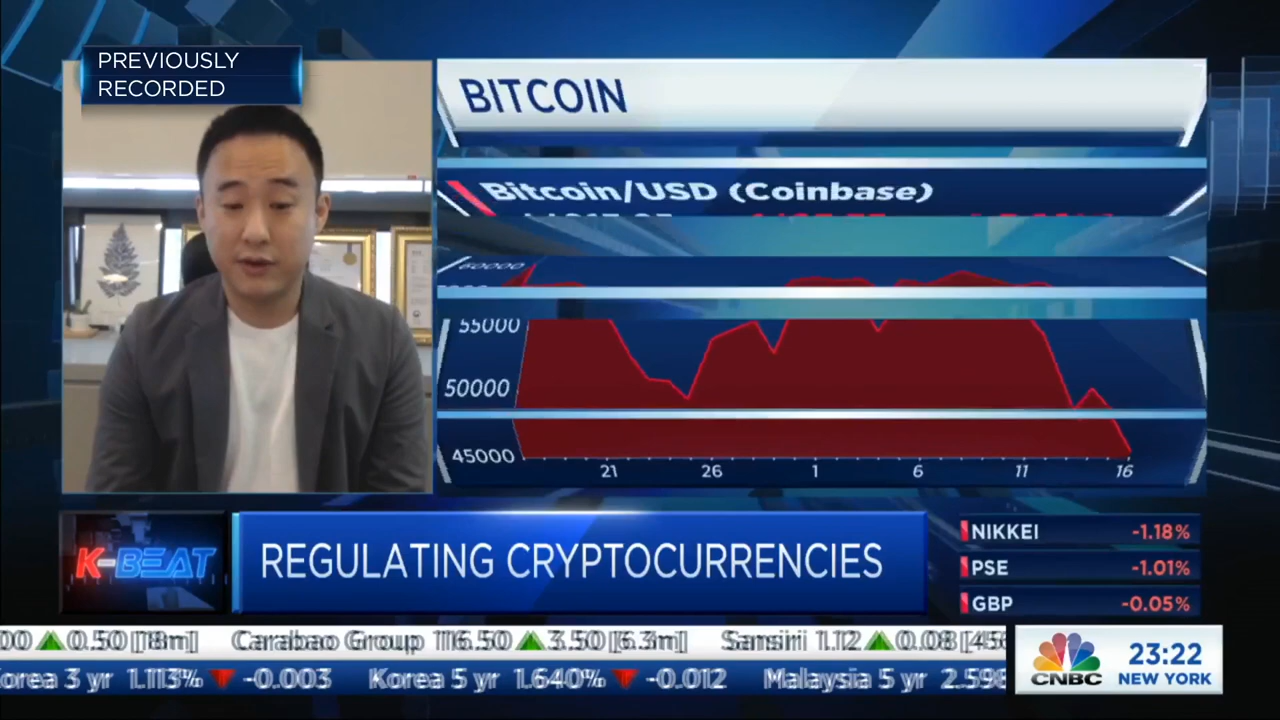 PREVIOUSLY
RECORDED
BITCOIN
Bitcoin/USD (Coinbase)
60000
55000
50000
45000
21 26 1 6 11 16
K-BEAT
REGULATING CRYPTOCURRENCIES
NIKKEI -1.18%
PSE -1.01%
GBP -0.05%
0.50 [18m] Carabao Group 116.50 3.50 [6.3m] Sansiri 1.12 0.08
3 yr 1.113% -0.003 Korea 5 yr 1.640% -0.012 Malaysia 5 yr
CNBC
23:22
NEW YORK